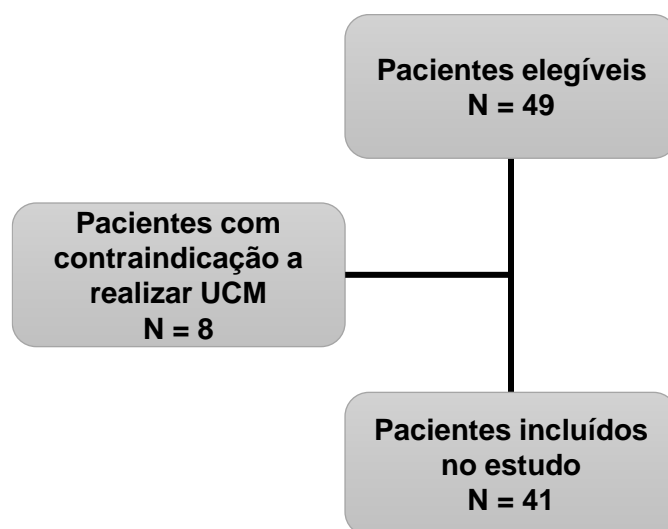 Pacientes elegíveis
N = 49
Pacientes com
contraindicação a
realizar UCM
N = 8
Pacientes incluídos
no estudo
N = 41